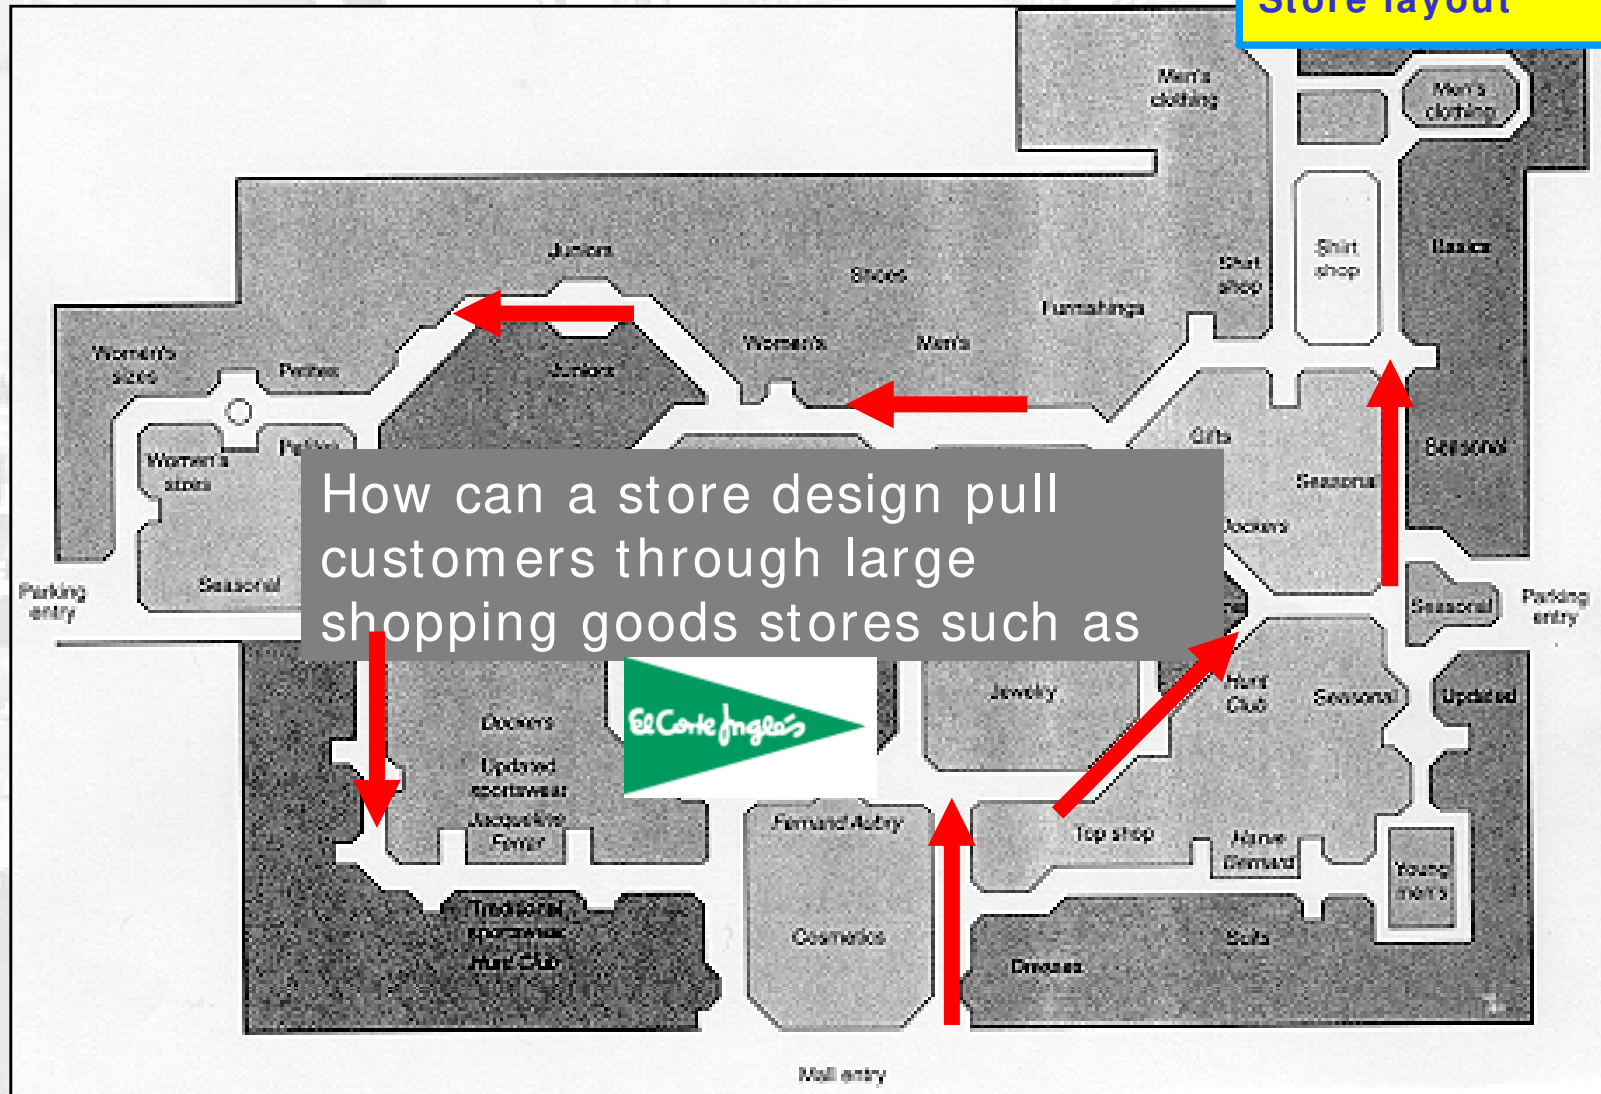 Store layout
Men's
clothing
Men's
clothing
Juniors
Shoes
Shirt
shop
Shirt
shop
Basics
Furnishings
Women's
sizes
Petites
Juniors
Women's
Men's
Women's
sizes
Petites
Gifts
Seasonal
Seasonal
How can a store design pull
customers through large
shopping goods stores such as
Dockers
Parking
entry
Seasonal
Seasonal
Parking
entry
El Corte Inglés
Jewelry
Hunt
Club
Seasonal
Updated
Dockers
Updated
sportswear
Jacqueline
Ferrar
Fernand Aubry
Top shop
Young
men's
Traditional
sportswear
Hunt Club
Cosmetics
Suits
Dresses
Mall entry